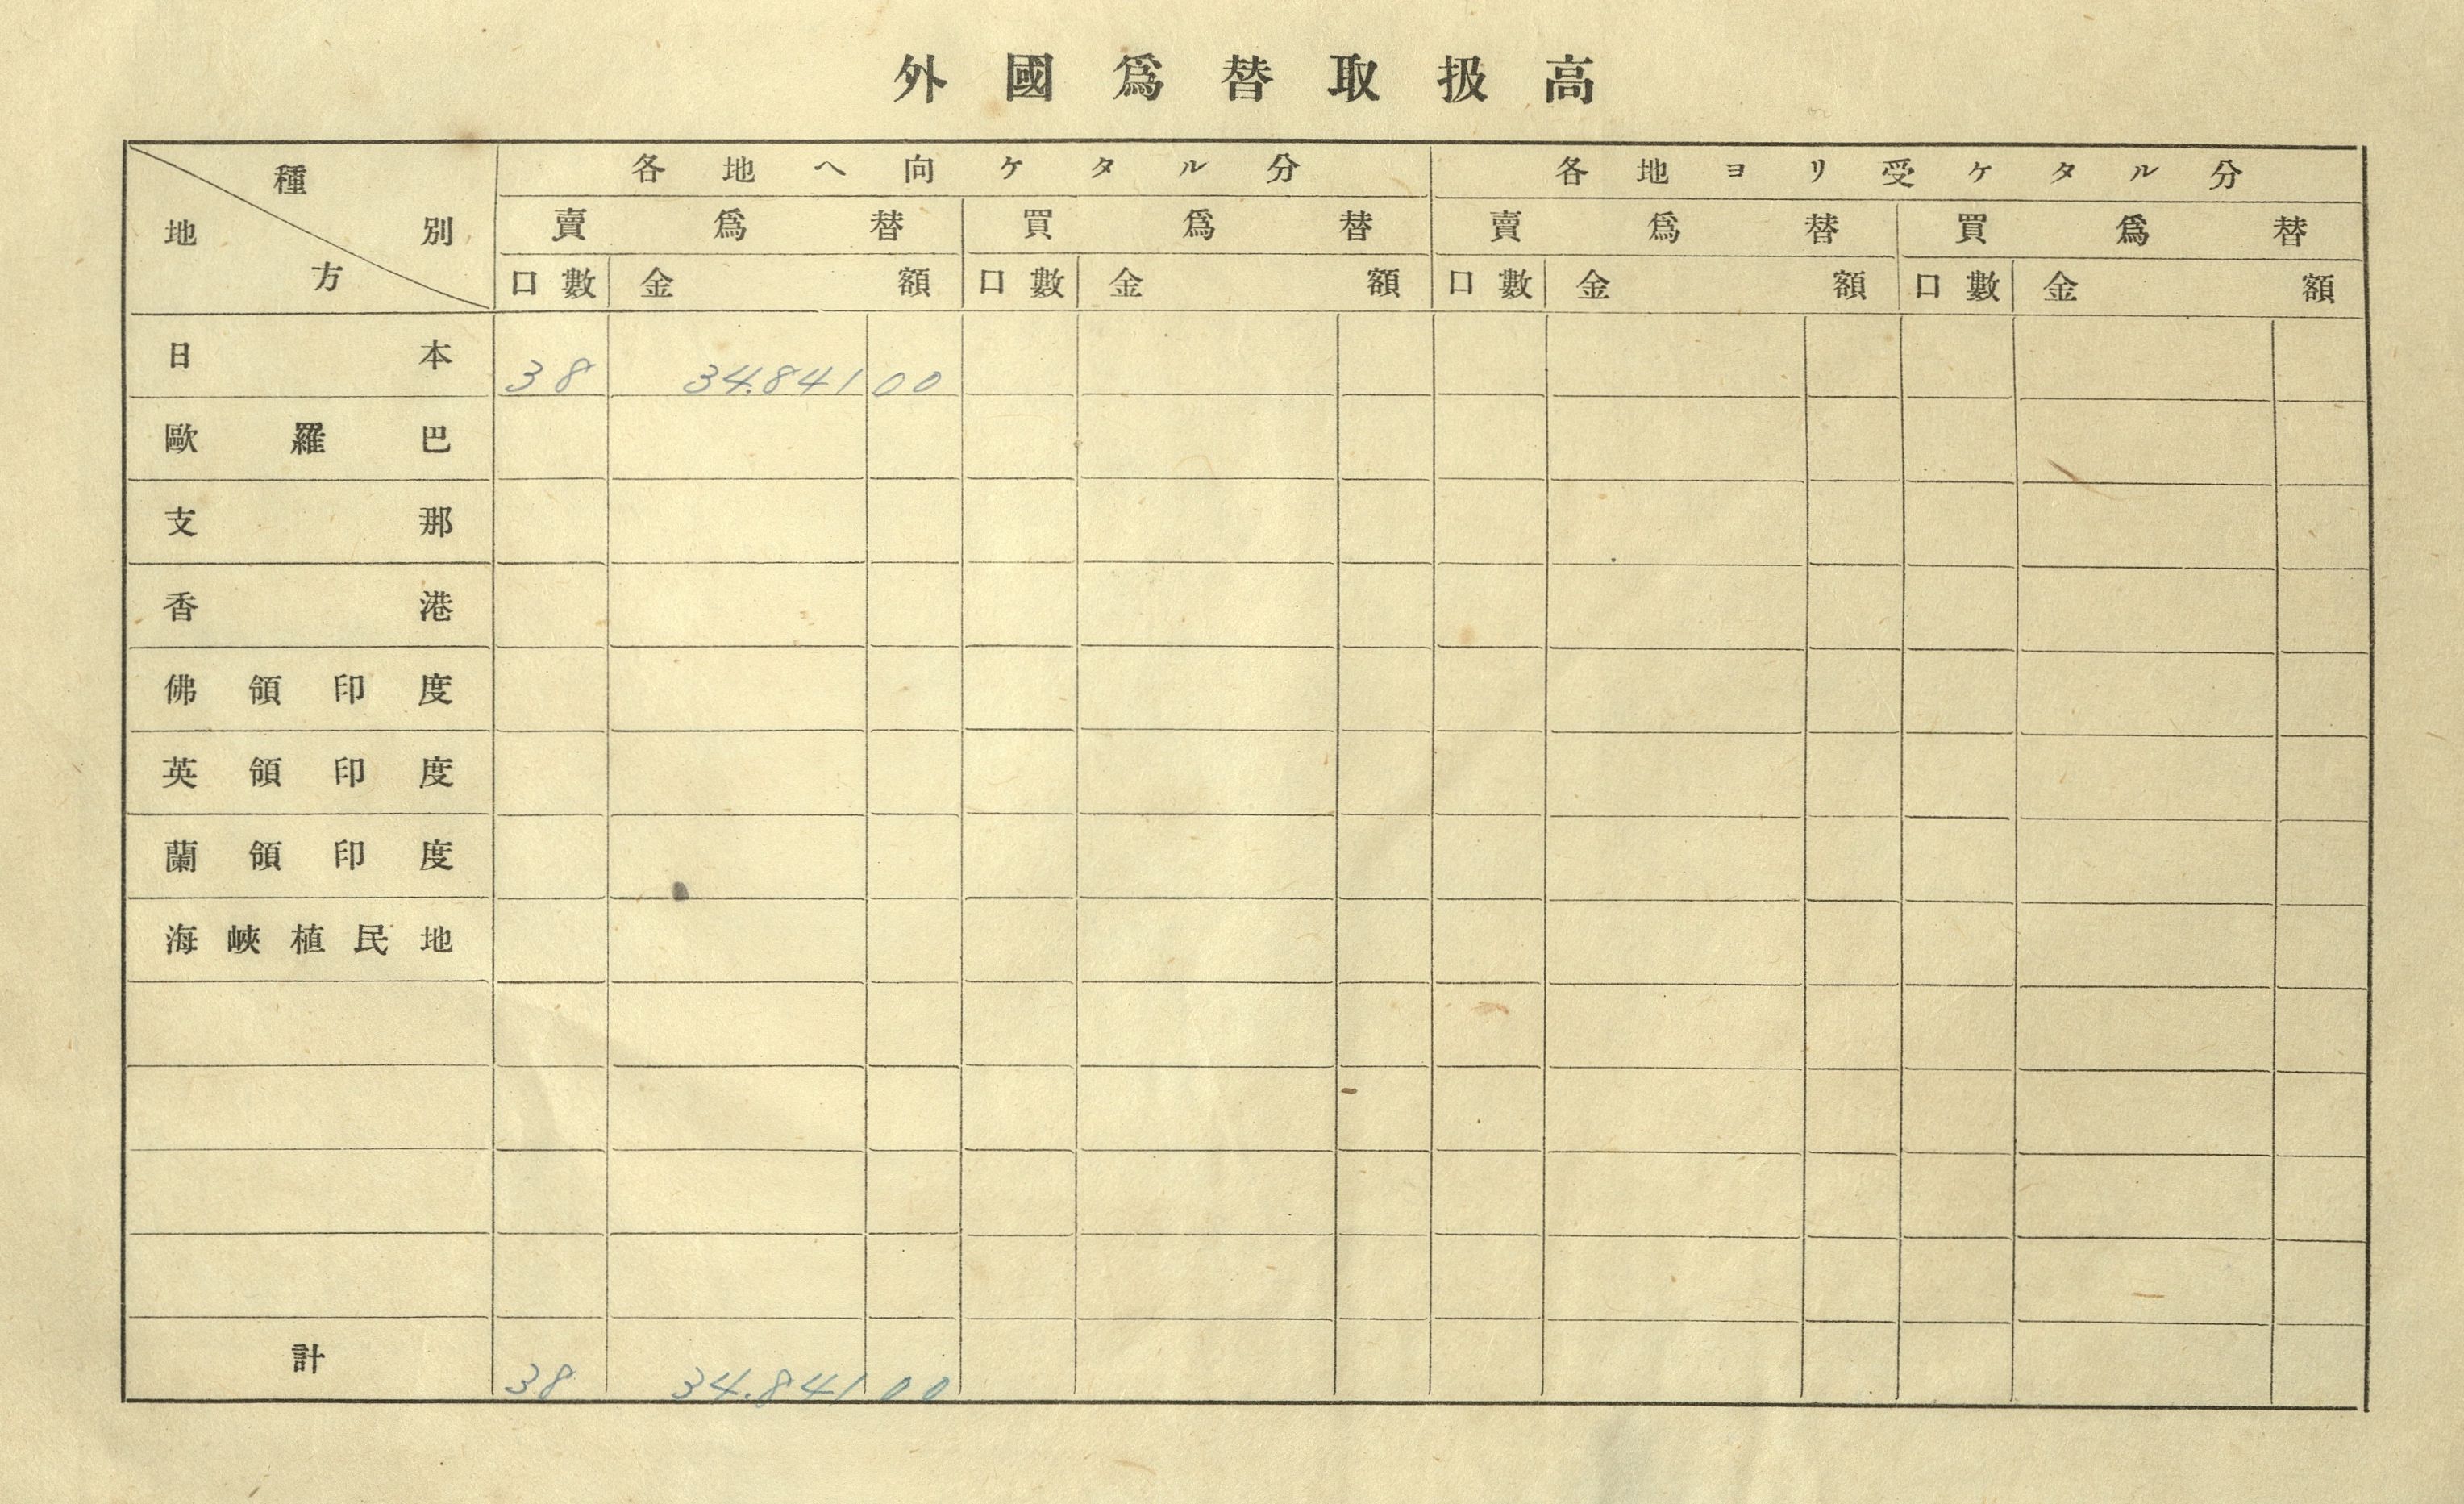 外國爲替取扱高
種別 地方 各地ヘ向ケタル分 各地ヨリ受ケタル分
賣爲替 買爲替 賣爲替 買爲替
口數 金額 口數 金額 口數 金額 口數 金額
日本 38 34.841 00
歐羅巴
支那
香港
佛領印度
英領印度
蘭領印度
海峽植民地
計 38 34.841 00